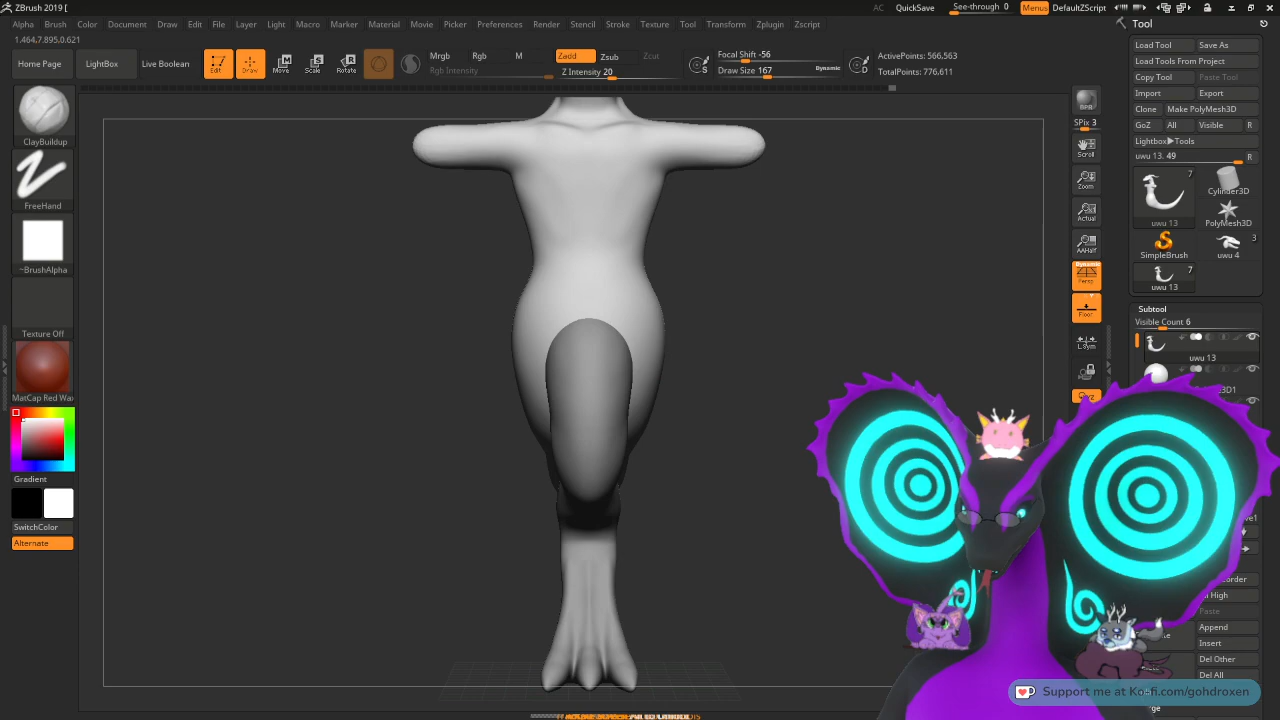 ZBrush 2019 [
AC QuickSave See-through 0 Menus DefaultZScript
Alpha Brush Color Document Draw Edit File Layer Light Macro Marker Material Movie Picker Preferences Render Stencil Stroke Texture Tool Transform Zplugin Zscript
1.464,7.895,0.621
Home Page LightBox Live Boolean Edit Draw Move Scale Rotate
Mrgb Rgb M Zadd Zsub Zcut
Rgb Intensity Z Intensity 20
Focal Shift -56
Draw Size 167 Dynamic
ActivePoints: 566,563
TotalPoints: 776,611
ClayBuildup
FreeHand
~BrushAlpha
Texture Off
MatCap Red Wax
Gradient
SwitchColor
Alternate
BPR
SPix 3
Scroll
Zoom
Actual
AAHalf
Dynamic
Persp
Floor
L.Sym
Tool
Load Tool Save As
Load Tools From Project
Copy Tool Paste Tool
Import Export
Clone Make PolyMesh3D
GoZ All Visible R
Lightbox▶Tools
uwu 13. 49 R
7
Cylinder3D
uwu 13 PolyMesh3D
3
SimpleBrush uwu 4
7
uwu 13
Subtool
Visible Count 6
uwu 13
Paste
Append
Insert
Del Other
Del All
Support me at Ko-fi.com/gohdroxen